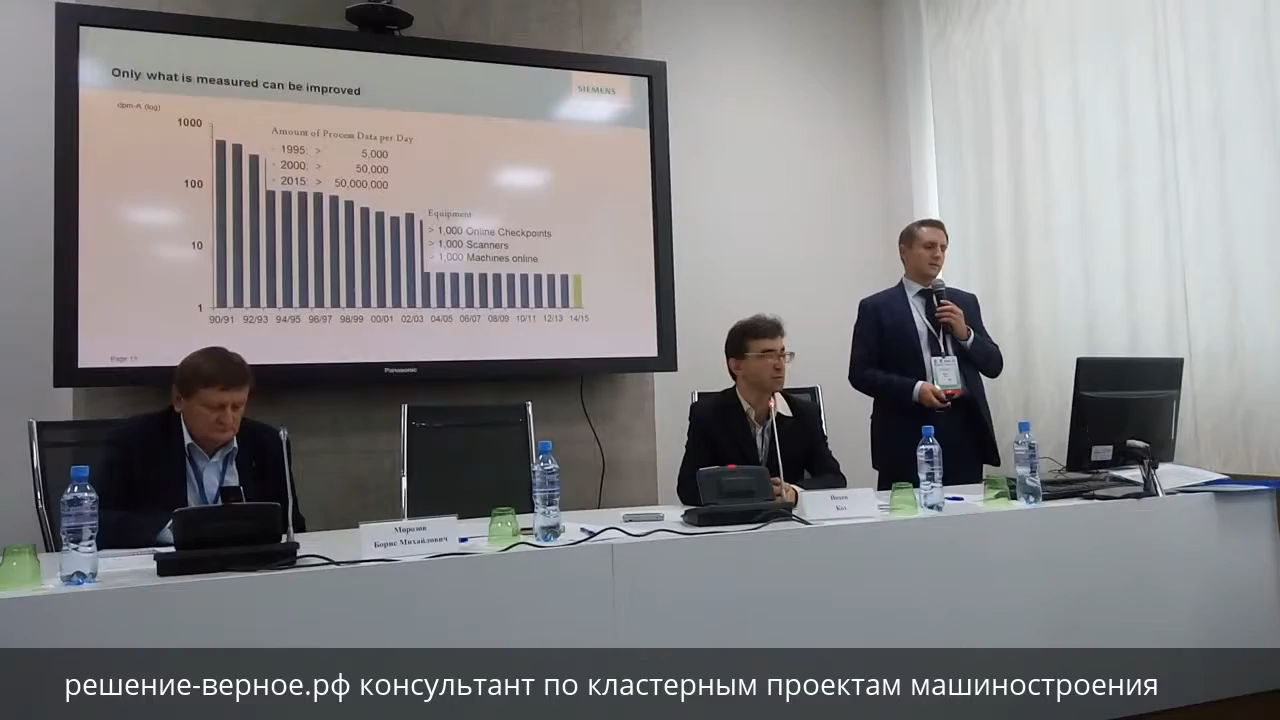 Only what is measured can be improved
SIEMENS
dpm-A (log)
1000
100
10
1
Amount of Process Data per Day
- 1995: > 5,000
- 2000: > 50,000
- 2015: > 50,000,000
Equipment
> 1,000 Online Checkpoints
> 1,000 Scanners
> 1,000 Machines online
90/91 92/93 94/95 96/97 98/99 00/01 02/03 04/05 06/07 08/09 10/11 12/13 14/15
Panasonic
Морозов
Борис Михайлович
Йохен
Кох
решение-верное.рф консультант по кластерным проектам машиностроения